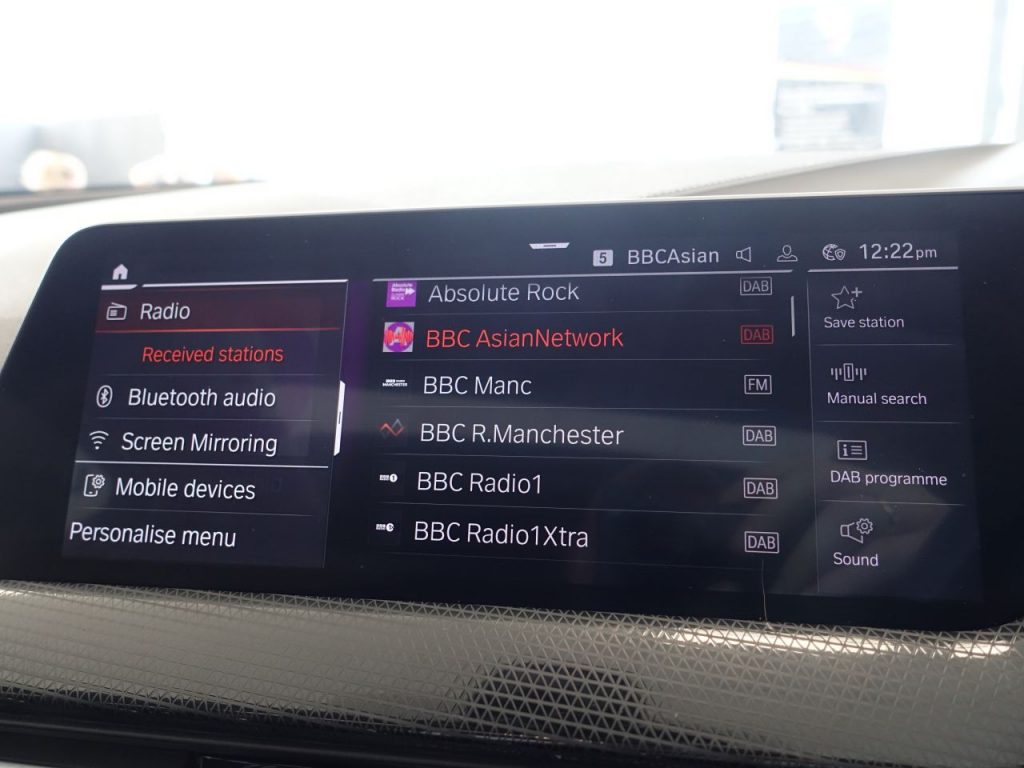 5 BBCAsian 12:22pm
Radio
Received stations
Bluetooth audio
Screen Mirroring
Mobile devices
Personalise menu
Absolute Rock DAB
BBC AsianNetwork DAB
BBC Manc FM
BBC R.Manchester DAB
BBC Radio1 DAB
BBC Radio1Xtra DAB
Save station
Manual search
DAB programme
Sound